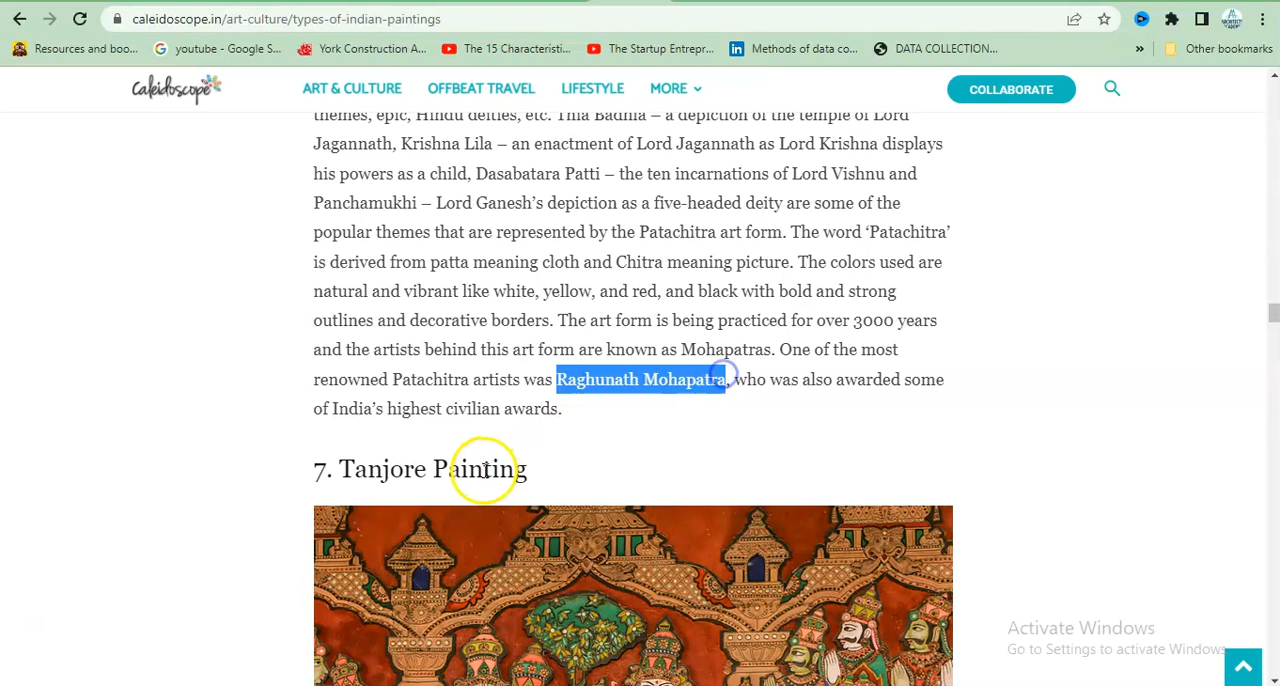 caleidoscope.in/art-culture/types-of-indian-paintings
Resources and boo...
youtube - Google S...
York Construction A...
The 15 Characteristi...
The Startup Entrepr...
Methods of data co...
DATA COLLECTION...
»
Other bookmarks
caleidoscope
ART & CULTURE
OFFBEAT TRAVEL
LIFESTYLE
MORE
COLLABORATE
themes, epic, Hindu deities, etc. Thia Badhia – a depiction of the temple of Lord
Jagannath, Krishna Lila – an enactment of Lord Jagannath as Lord Krishna displays
his powers as a child, Dasabatara Patti – the ten incarnations of Lord Vishnu and
Panchamukhi – Lord Ganesh’s depiction as a five-headed deity are some of the
popular themes that are represented by the Patachitra art form. The word ‘Patachitra’
is derived from patta meaning cloth and Chitra meaning picture. The colors used are
natural and vibrant like white, yellow, and red, and black with bold and strong
outlines and decorative borders. The art form is being practiced for over 3000 years
and the artists behind this art form are known as Mohapatras. One of the most
renowned Patachitra artists was Raghunath Mohapatra, who was also awarded some
of India’s highest civilian awards.
7. Tanjore Painting
Activate Windows
Go to Settings to activate Windows.